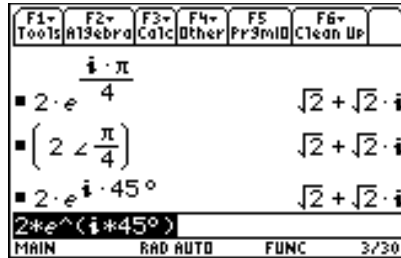 F1 Tools F2 Algebra F3 Calc F4 Other F5 PrgmIO F6 Clean Up
2·e^(i·π/4) √2 + √2·i
(2 ∠ π/4) √2 + √2·i
2·e^(i·45°) √2 + √2·i
2*e^(i*45°)
MAIN RAD AUTO FUNC 3/30